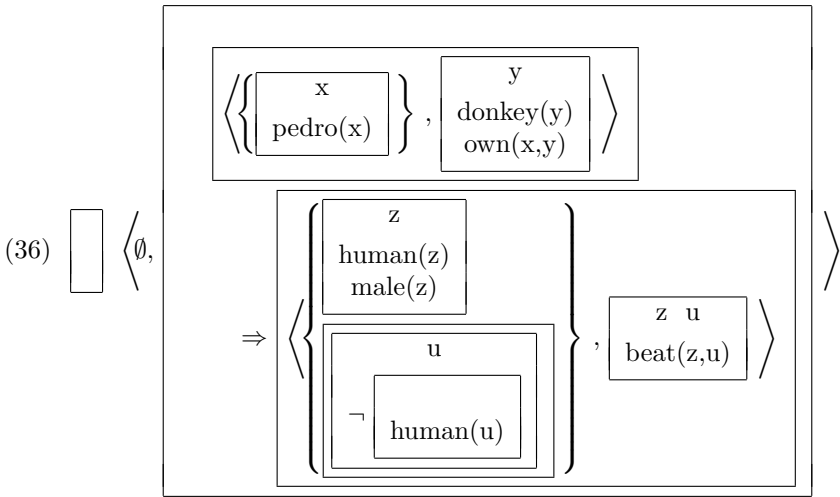 x
pedro(x)
y
donkey(y)
own(x,y)
⟨{ } , ⟩
(36) ⟨∅, ⟩
z
human(z)
male(z)
u
¬
human(u)
⇒ ⟨{ } , ⟩
z u
beat(z,u)